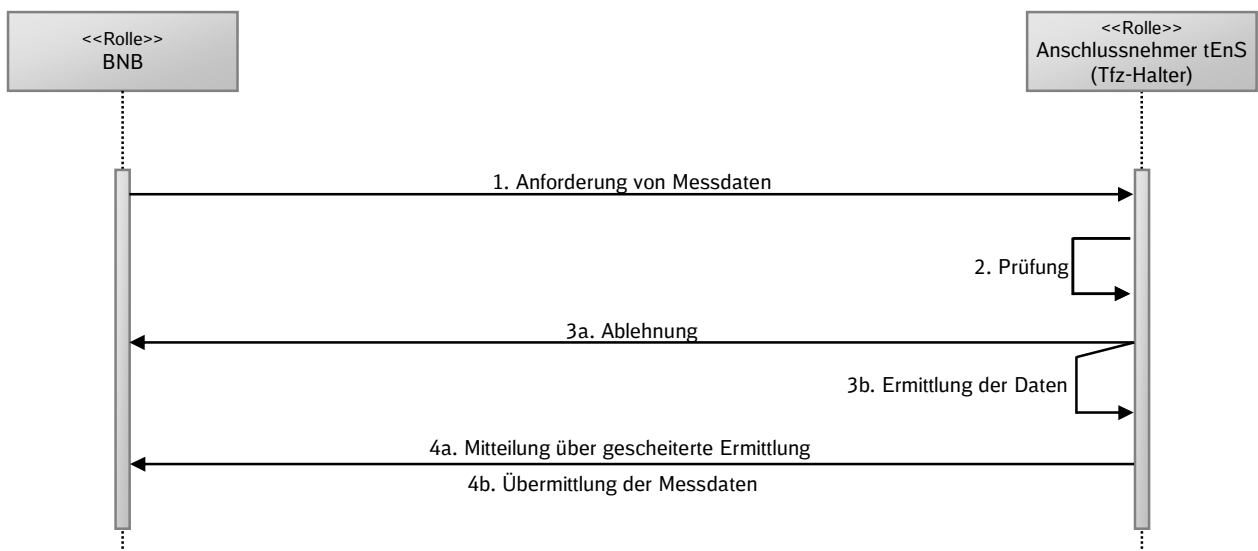 <<Rolle>>
BNB
<<Rolle>>
Anschlussnehmer tEnS
(Tfz-Halter)
1. Anforderung von Messdaten
2. Prüfung
3a. Ablehnung
3b. Ermittlung der Daten
4a. Mitteilung über gescheiterte Ermittlung
4b. Übermittlung der Messdaten